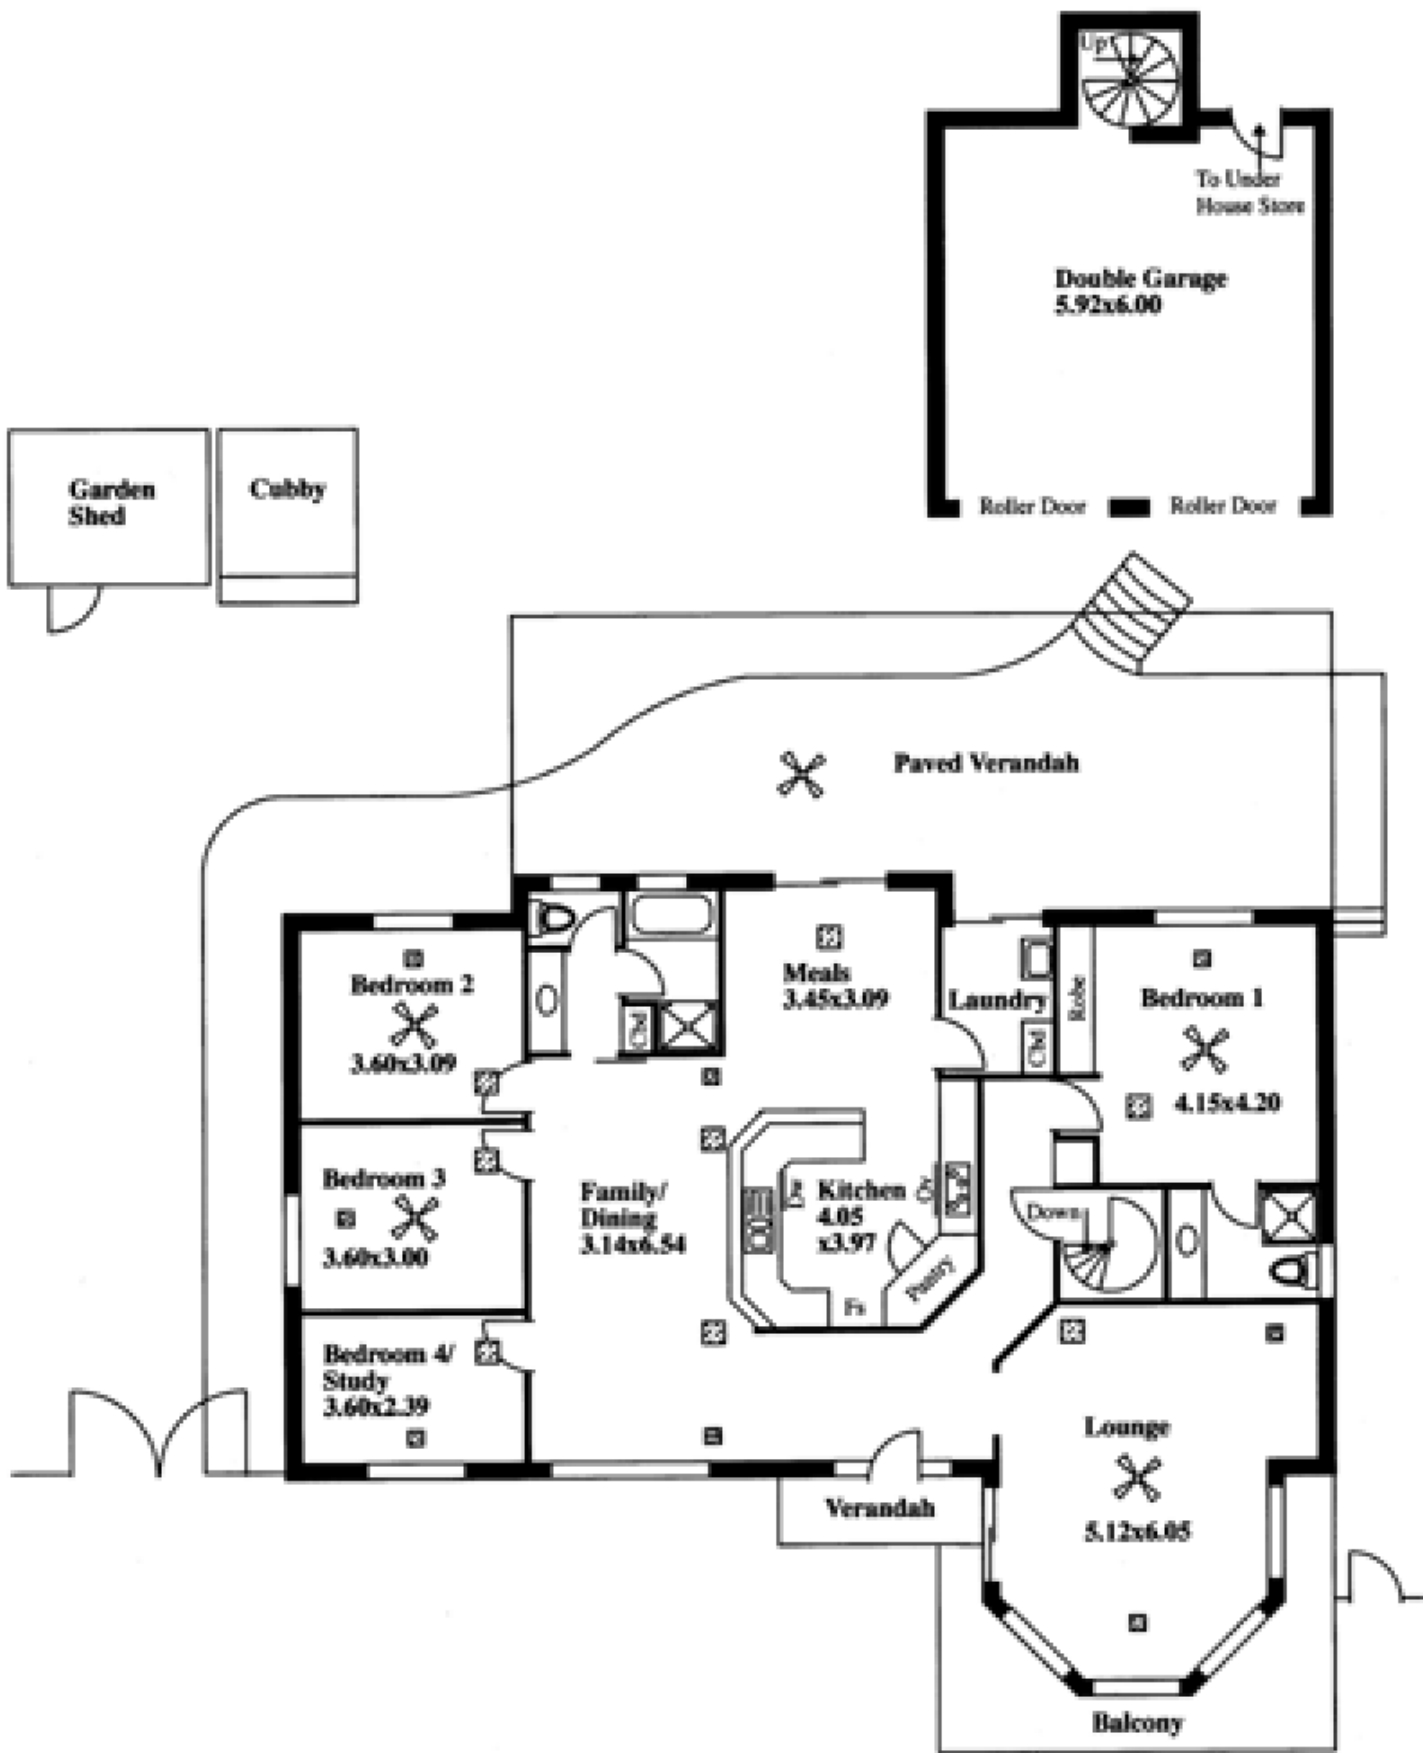 Up
To Under
House Store
Double Garage
5.92x6.00
Roller Door
Roller Door
Garden
Shed
Cubby
Paved Verandah
Bedroom 2
3.60x3.09
Cbd
Meals
3.45x3.09
Laundry
Cbd
Robe
Bedroom 1
4.15x4.20
Bedroom 3
3.60x3.00
Family/
Dining
3.14x6.54
Dw
Kitchen
4.05
x3.97
Ov
Pantry
Fs
Down
Bedroom 4/
Study
3.60x2.39
Lounge
5.12x6.05
Verandah
Balcony